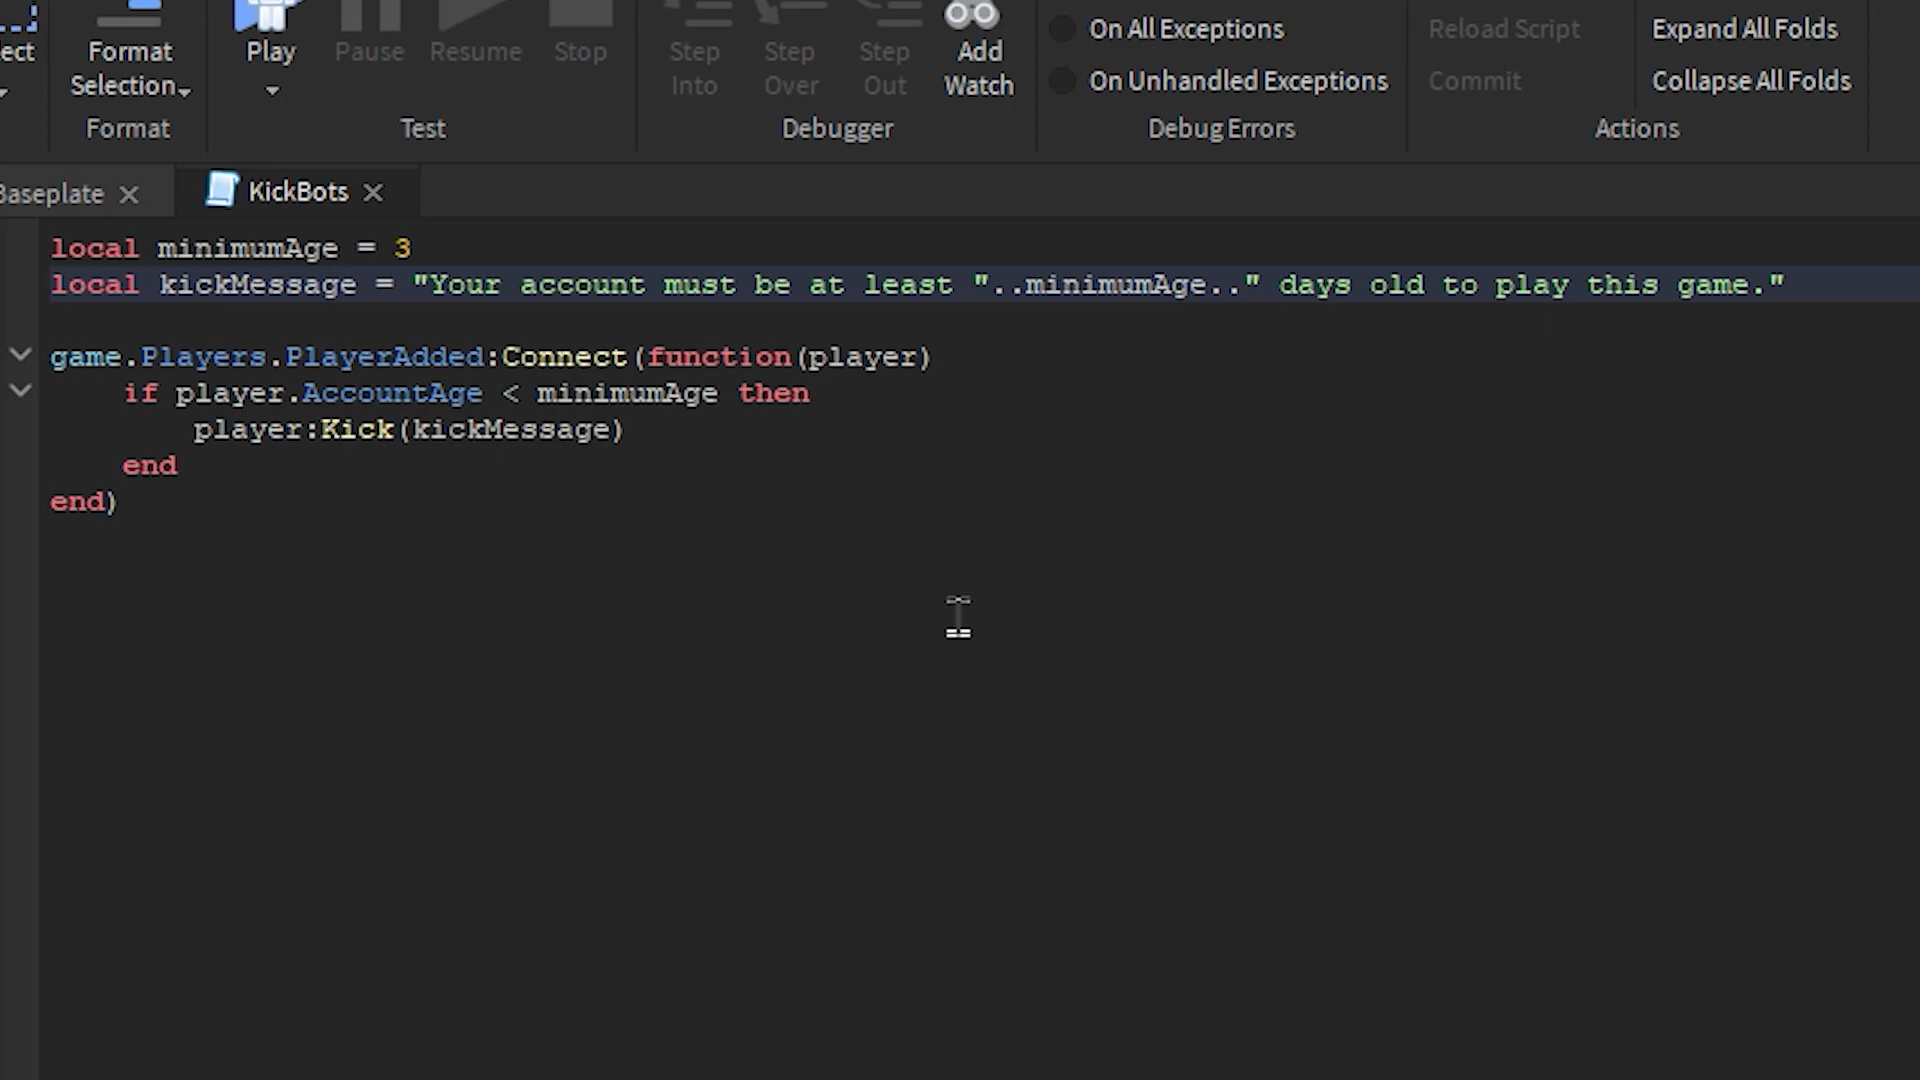 ect
Format
Selection
Format
Play
Pause
Resume
Stop
Test
Step
Into
Step
Over
Step
Out
Add
Watch
Debugger
On All Exceptions
On Unhandled Exceptions
Debug Errors
Reload Script
Commit
Expand All Folds
Collapse All Folds
Actions
Baseplate
KickBots
local minimumAge = 3
local kickMessage = "Your account must be at least "..minimumAge.." days old to play this game."
game.Players.PlayerAdded:Connect(function(player)
    if player.AccountAge < minimumAge then
        player:Kick(kickMessage)
    end
end)